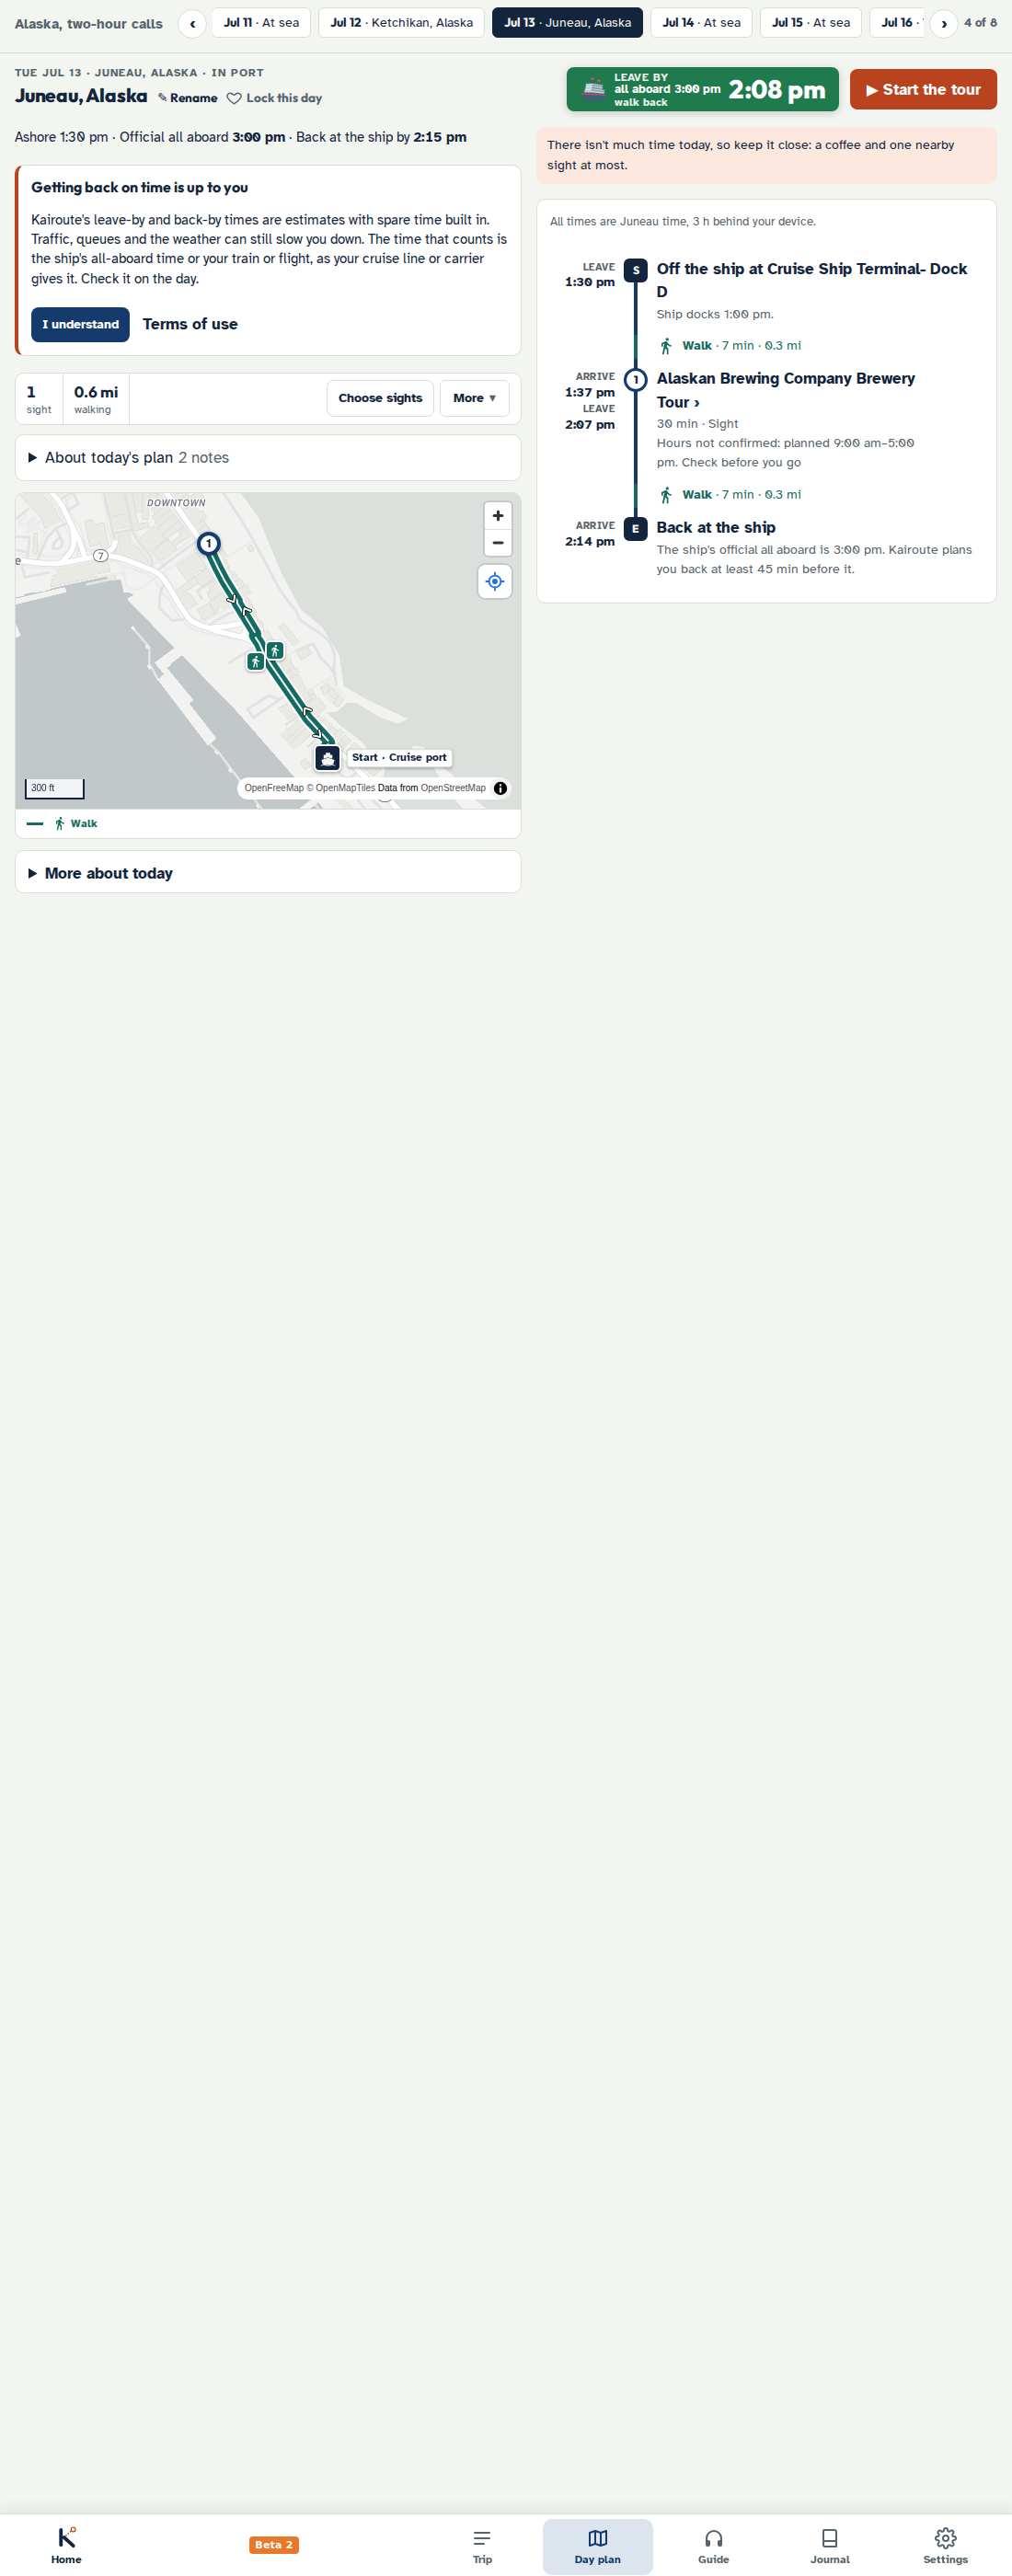 Alaska, two-hour calls
‹
Jul 11 · At sea
Jul 12 · Ketchikan, Alaska
Jul 13 · Juneau, Alaska
Jul 14 · At sea
Jul 15 · At sea
Jul 16 ·
›
4 of 8
TUE JUL 13 · JUNEAU, ALASKA · IN PORT
Juneau, Alaska
✎ Rename
Lock this day
LEAVE BY
all aboard 3:00 pm
walk back
2:08 pm
▶ Start the tour
Ashore 1:30 pm · Official all aboard 3:00 pm · Back at the ship by 2:15 pm
Getting back on time is up to you
Kairoute's leave-by and back-by times are estimates with spare time built in.
Traffic, queues and the weather can still slow you down. The time that counts is
the ship's all-aboard time or your train or flight, as your cruise line or carrier
gives it. Check it on the day.
I understand
Terms of use
1
sight
0.6 mi
walking
Choose sights
More ▼
▶ About today's plan 2 notes
DOWNTOWN
7
e
1
+
−
Start · Cruise port
300 ft
OpenFreeMap © OpenMapTiles Data from OpenStreetMap
Walk
▶ More about today
There isn't much time today, so keep it close: a coffee and one nearby
sight at most.
All times are Juneau time, 3 h behind your device.
LEAVE
1:30 pm
S
Off the ship at Cruise Ship Terminal- Dock
D
Ship docks 1:00 pm.
Walk · 7 min · 0.3 mi
ARRIVE
1:37 pm
LEAVE
2:07 pm
1
Alaskan Brewing Company Brewery
Tour ›
30 min · Sight
Hours not confirmed: planned 9:00 am–5:00
pm. Check before you go
Walk · 7 min · 0.3 mi
ARRIVE
2:14 pm
E
Back at the ship
The ship's official all aboard is 3:00 pm. Kairoute plans
you back at least 45 min before it.
Home
Beta 2
Trip
Day plan
Guide
Journal
Settings